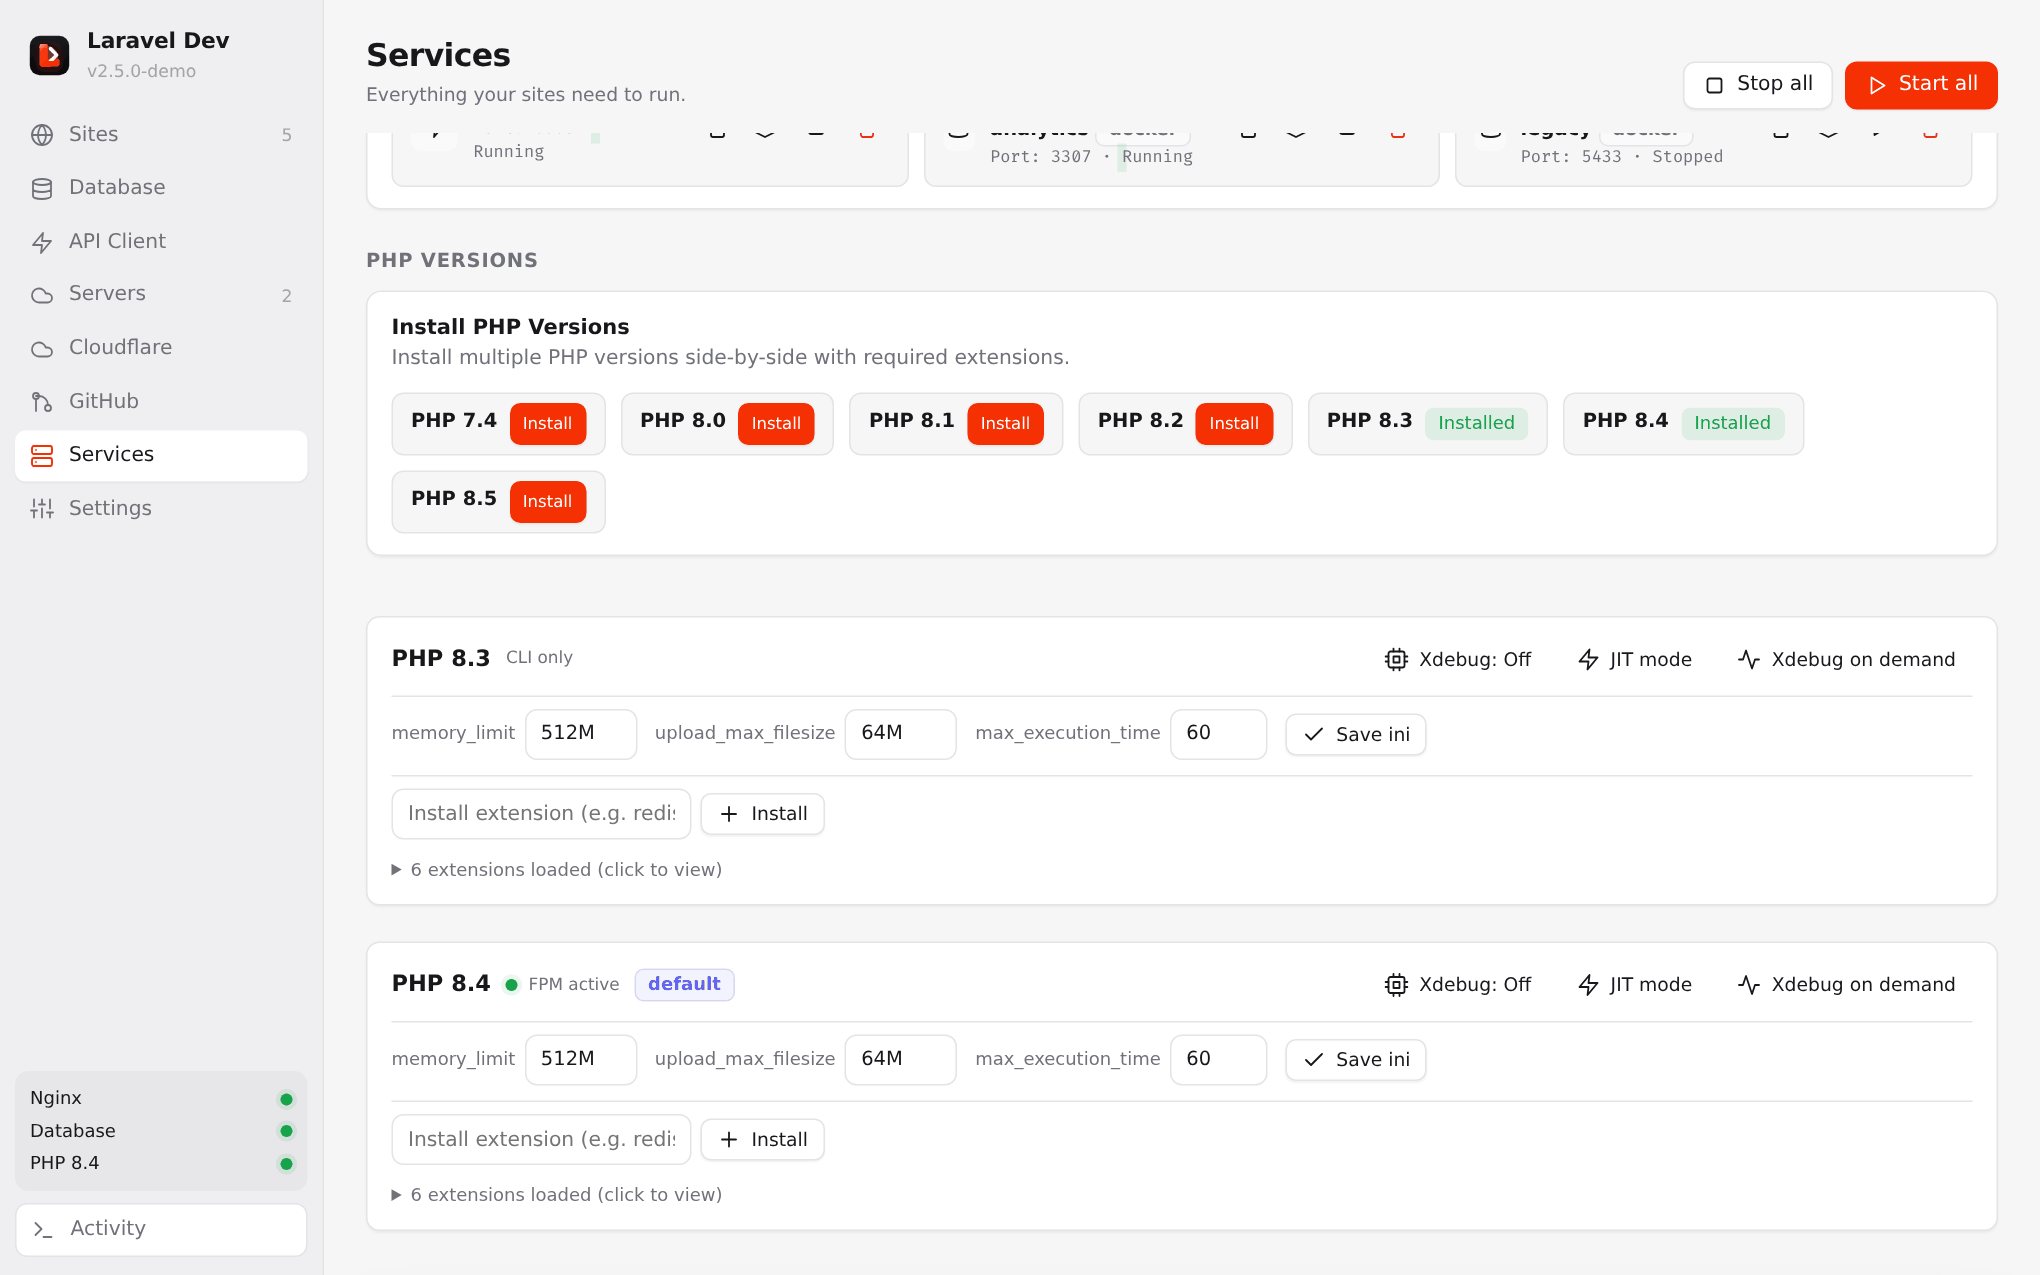 Laravel Dev
v2.5.0-demo
Sites 5
Database
API Client
Servers 2
Cloudflare
GitHub
Services
Settings
Nginx
Database
PHP 8.4
Activity
Services
Everything your sites need to run.
Stop all
Start all
Running
analytics docker
Port: 3307 · Running
legacy docker
Port: 5433 · Stopped
PHP VERSIONS
Install PHP Versions
Install multiple PHP versions side-by-side with required extensions.
PHP 7.4 Install PHP 8.0 Install PHP 8.1 Install PHP 8.2 Install PHP 8.3 Installed PHP 8.4 Installed
PHP 8.5 Install
PHP 8.3 CLI only Xdebug: Off JIT mode Xdebug on demand
memory_limit 512M upload_max_filesize 64M max_execution_time 60 Save ini
Install extension (e.g. redis Install
6 extensions loaded (click to view)
PHP 8.4 FPM active default Xdebug: Off JIT mode Xdebug on demand
memory_limit 512M upload_max_filesize 64M max_execution_time 60 Save ini
Install extension (e.g. redis Install
6 extensions loaded (click to view)